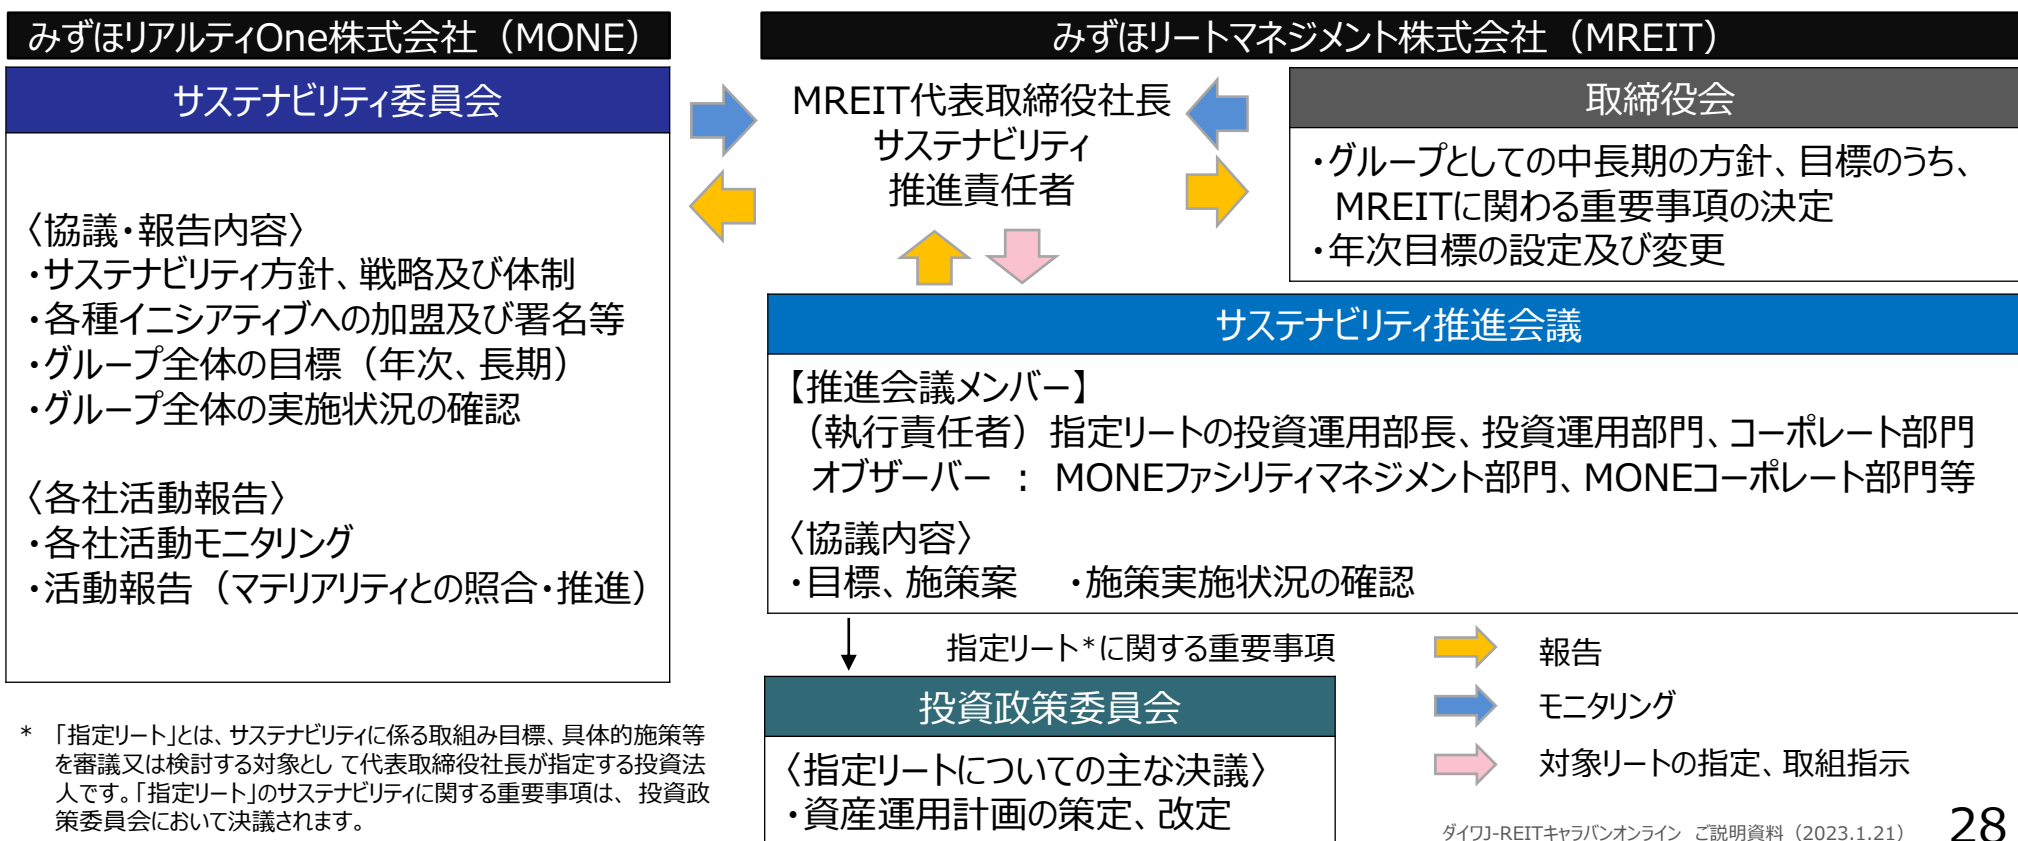 みずほリアルティOne株式会社（MONE）
サステナビリティ委員会
〈協議・報告内容〉
・サステナビリティ方針、戦略及び体制
・各種イニシアティブへの加盟及び署名等
・グループ全体の目標（年次、長期）
・グループ全体の実施状況の確認
〈各社活動報告〉
・各社活動モニタリング
・活動報告（マテリアリティとの照合・推進）
みずほリートマネジメント株式会社（MREIT）
MREIT代表取締役社長
サステナビリティ
推進責任者
取締役会
・グループとしての中長期の方針、目標のうち、
MREITに関わる重要事項の決定
・年次目標の設定及び変更
サステナビリティ推進会議
【推進会議メンバー】
（執行責任者）指定リートの投資運用部長、投資運用部門、コーポレート部門
オブザーバー ： MONEファシリティマネジメント部門、MONEコーポレート部門等
〈協議内容〉
・目標、施策案 ・施策実施状況の確認
指定リート*に関する重要事項
投資政策委員会
〈指定リートについての主な決議〉
・資産運用計画の策定、改定
報告
モニタリング
対象リートの指定、取組指示
* 「指定リート」とは、サステナビリティに係る取組み目標、具体的施策等
を審議又は検討する対象とし て代表取締役社長が指定する投資法
人です。「指定リート」のサステナビリティに関する重要事項は、投資政
策委員会において決議されます。
ダイワJ-REITキャラバンオンライン ご説明資料（2023.1.21） 28